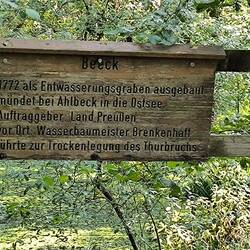 Beeck
1772 als Entwässerungsgraben ausgebaut
mündet bei Ahlbeck in die Ostsee
Auftraggeber Land Preußen
vor Ort Wasserbaumeister Brenkenhoff
führte zur Trockenlegung des Thurbruchs